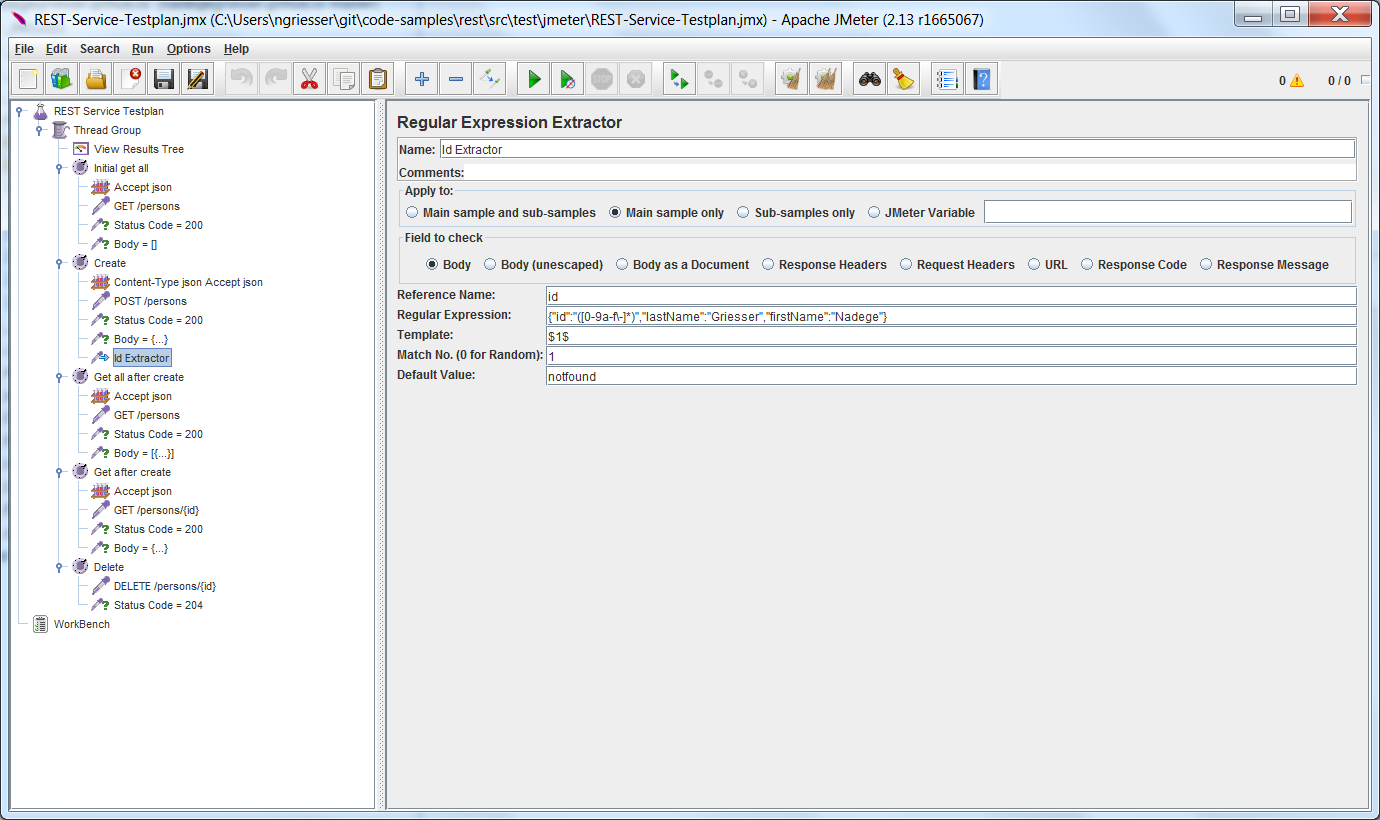 REST-Service-Testplan.jmx (C:\Users\ngriesser\git\code-samples\rest\src\test\jmeter\REST-Service-Testplan.jmx) - Apache JMeter (2.13 r1665067)
File Edit Search Run Options Help
STOP
0 0 / 0
REST Service Testplan
Thread Group
View Results Tree
Initial get all
Accept json
GET /persons
Status Code = 200
Body = []
Create
Content-Type json Accept json
POST /persons
Status Code = 200
Body = {...}
Id Extractor
Get all after create
Accept json
GET /persons
Status Code = 200
Body = [{...}]
Get after create
Accept json
GET /persons/{id}
Status Code = 200
Body = {...}
Delete
DELETE /persons/{id}
Status Code = 204
WorkBench
Regular Expression Extractor
Name: Id Extractor
Comments:
Apply to:
Main sample and sub-samples Main sample only Sub-samples only JMeter Variable
Field to check
Body Body (unescaped) Body as a Document Response Headers Request Headers URL Response Code Response Message
Reference Name: id
Regular Expression: {"id":"([0-9a-f\-]*)","lastName":"Griesser","firstName":"Nadege"}
Template: $1$
Match No. (0 for Random): 1
Default Value: notfound